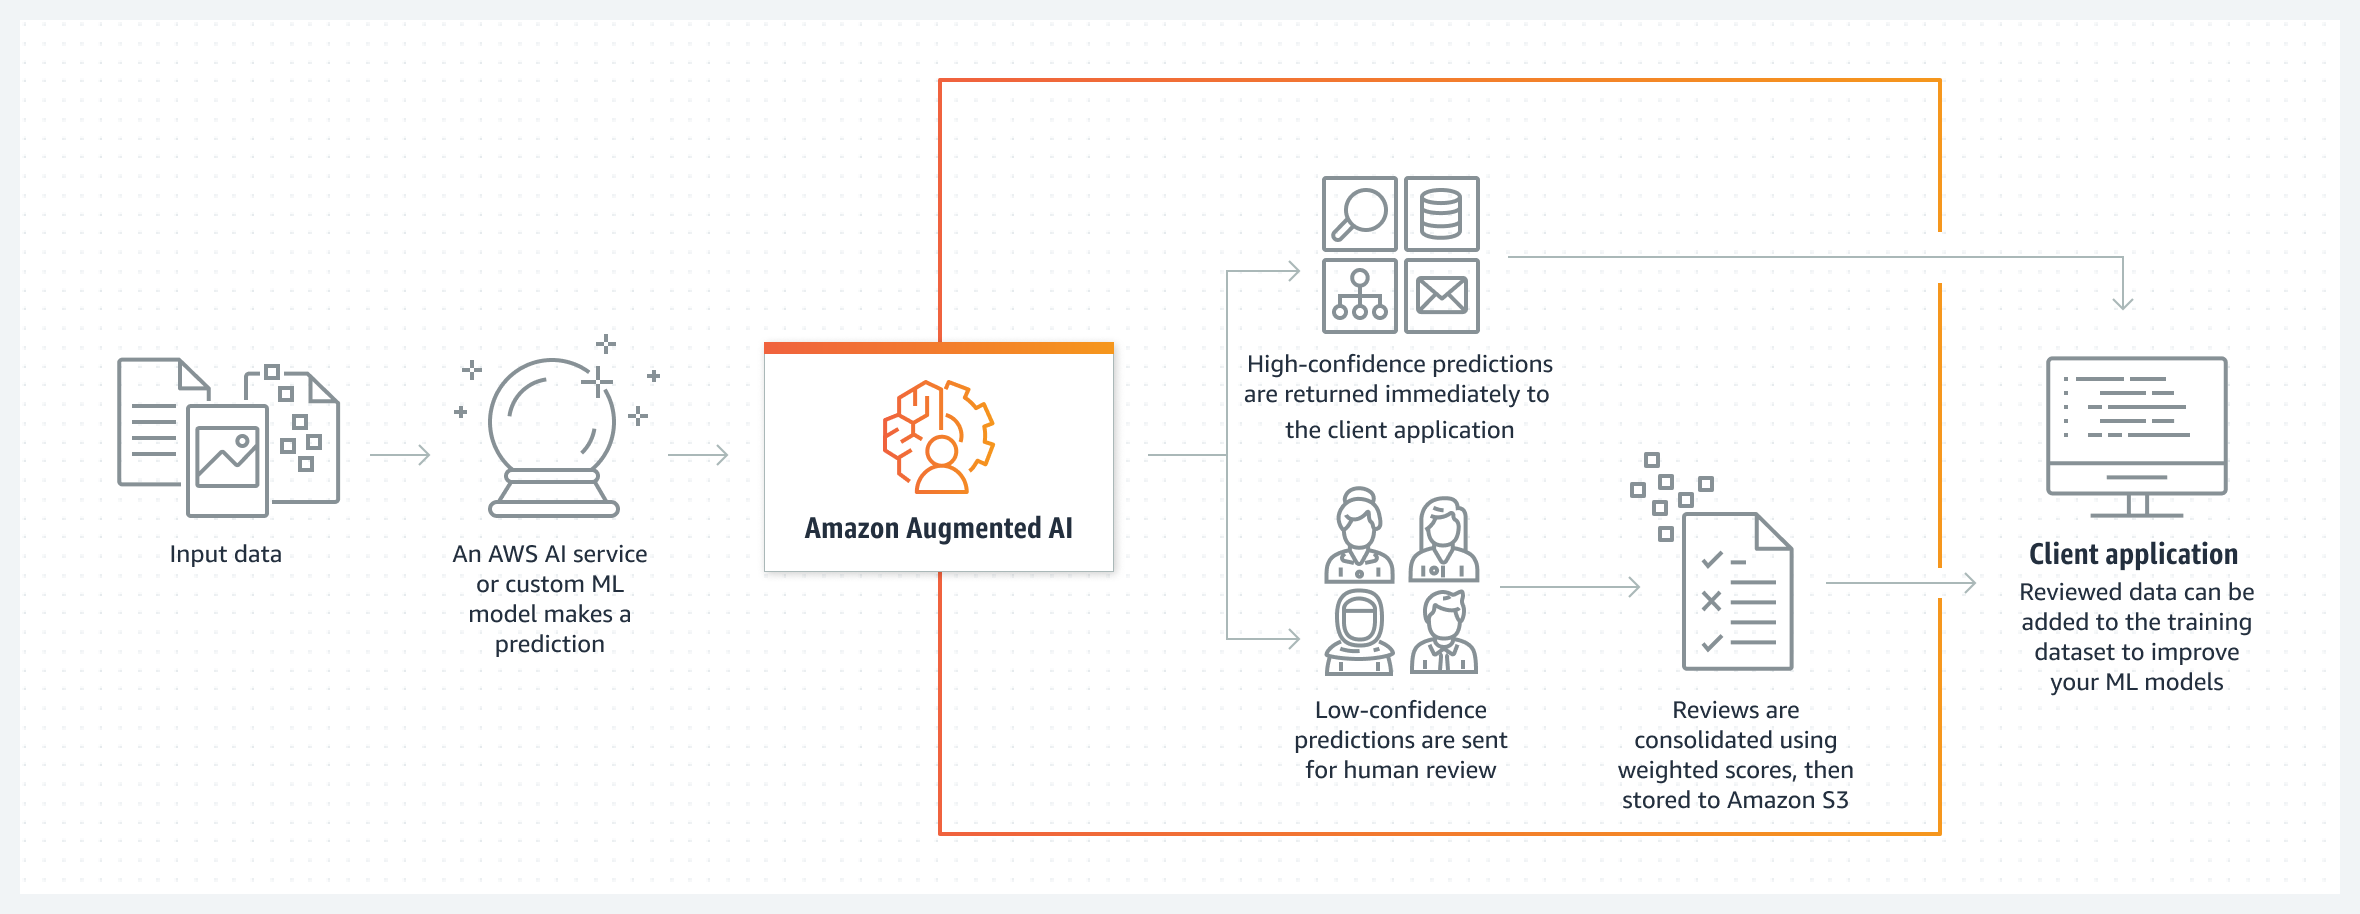 Input data
An AWS AI service
or custom ML
model makes a
prediction
Amazon Augmented AI
High-confidence predictions
are returned immediately to
the client application
Low-confidence
predictions are sent
for human review
Reviews are
consolidated using
weighted scores, then
stored to Amazon S3
Client application
Reviewed data can be
added to the training
dataset to improve
your ML models